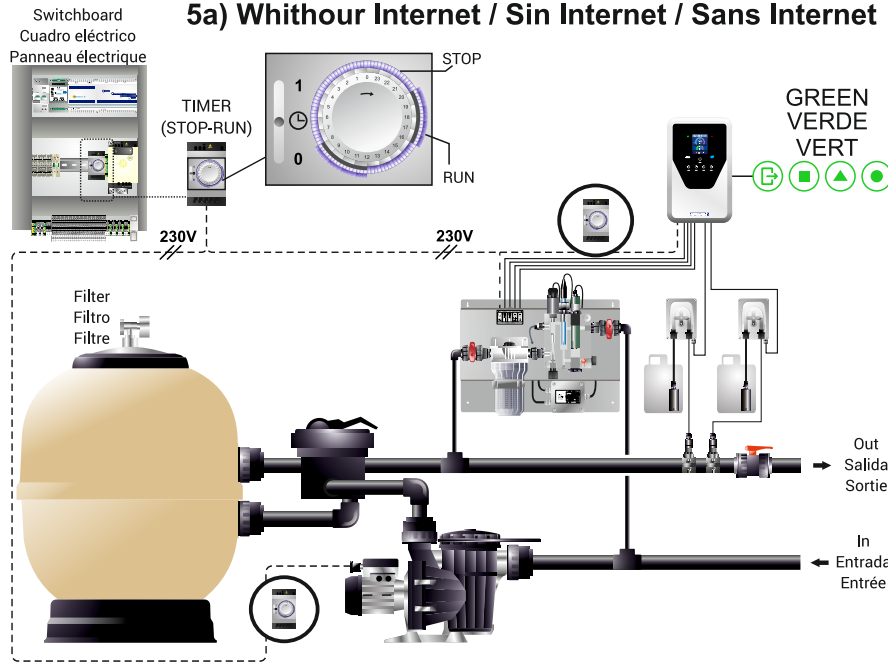 5a) Whithour Internet / Sin Internet / Sans Internet
Switchboard
Cuadro eléctrico
Panneau électrique
TIMER
(STOP-RUN)
1
0
STOP
RUN
GREEN
VERDE
VERT
230V
230V
Filter
Filtro
Filtre
Out
Salida
Sortie
In
Entrada
Entrée